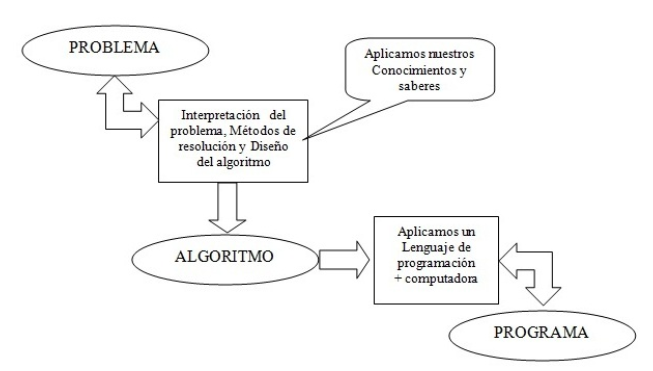 PROBLEMA
Aplicamos nuestros
Conocimientos y
saberes
Interpretación del
problema, Métodos de
resolución y Diseño
del algoritmo
ALGORITMO
Aplicamos un
Lenguaje de
programación
+ computadora
PROGRAMA